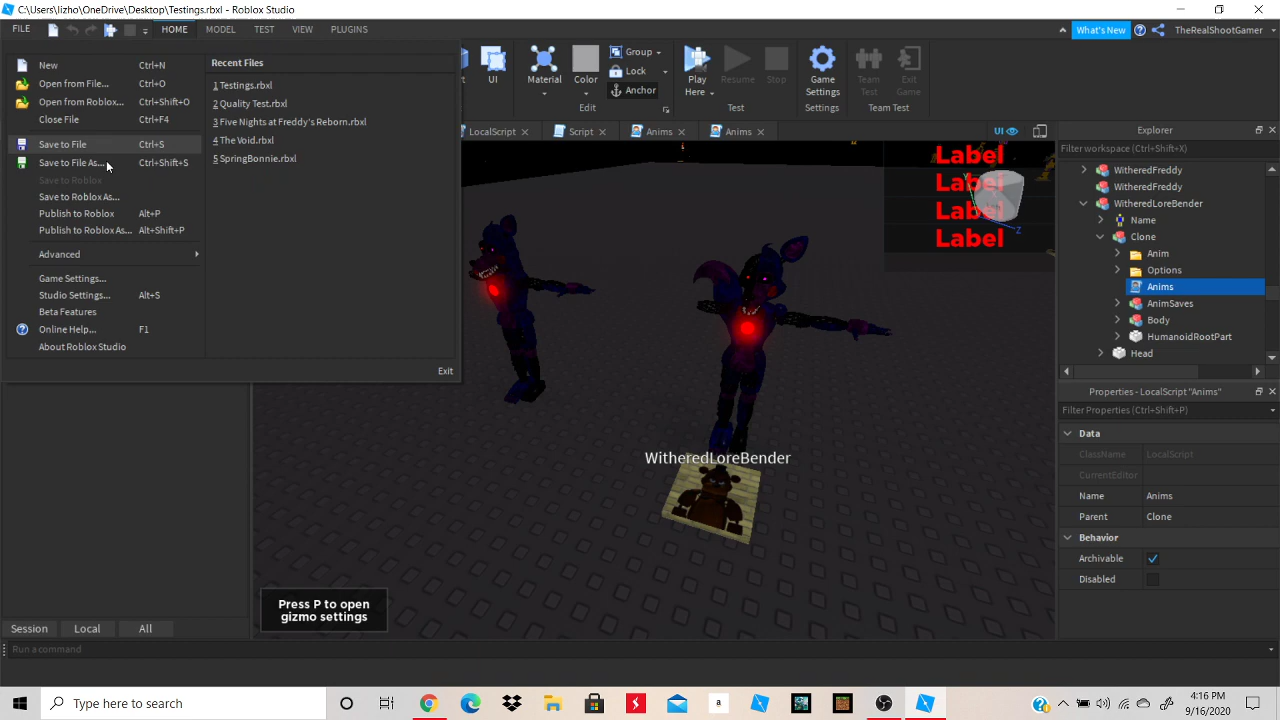 C:\Users\lizho\OneDrive\Desktop\Testings.rbxl - Roblox Studio
FILE HOME MODEL TEST VIEW PLUGINS What's New TheRealShootGamer
New Ctrl+N
Open from File... Ctrl+O
Open from Roblox... Ctrl+Shift+O
Close File Ctrl+F4
Save to File Ctrl+S
Save to File As... Ctrl+Shift+S
Save to Roblox
Save to Roblox As...
Publish to Roblox Alt+P
Publish to Roblox As... Alt+Shift+P
Advanced
Game Settings...
Studio Settings... Alt+S
Beta Features
Online Help... F1
About Roblox Studio
Recent Files
1 Testings.rbxl
2 Quality Test.rbxl
3 Five Nights at Freddy's Reborn.rbxl
4 The Void.rbxl
5 SpringBonnie.rbxl
Exit
UI
Material
Color
Group
Lock
Anchor
Edit
Play
Here
Resume
Stop
Test
Game
Settings
Settings
Team
Test
Exit
Game
Team Test
LocalScript Script Anims Anims UI
Label
Label
Label
Label
Z
WitheredLoreBender
Press P to open
gizmo settings
Explorer
Filter workspace (Ctrl+Shift+X)
WitheredFreddy
WitheredFreddy
WitheredLoreBender
Name
Clone
Anim
Options
Anims
AnimSaves
Body
HumanoidRootPart
Head
Properties - LocalScript "Anims"
Filter Properties (Ctrl+Shift+P)
Data
ClassName LocalScript
CurrentEditor
Name Anims
Parent Clone
Behavior
Archivable
Disabled
Session Local All
Run a command
Type here to search
4:16 PM
9/16/2020